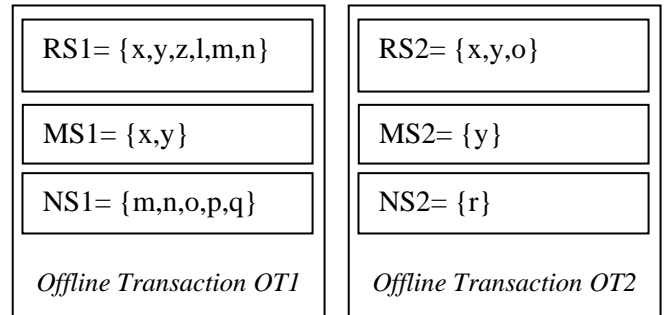 RS1= {x,y,z,l,m,n}
MS1= {x,y}
NS1= {m,n,o,p,q}
Offline Transaction OT1
RS2= {x,y,o}
MS2= {y}
NS2= {r}
Offline Transaction OT2